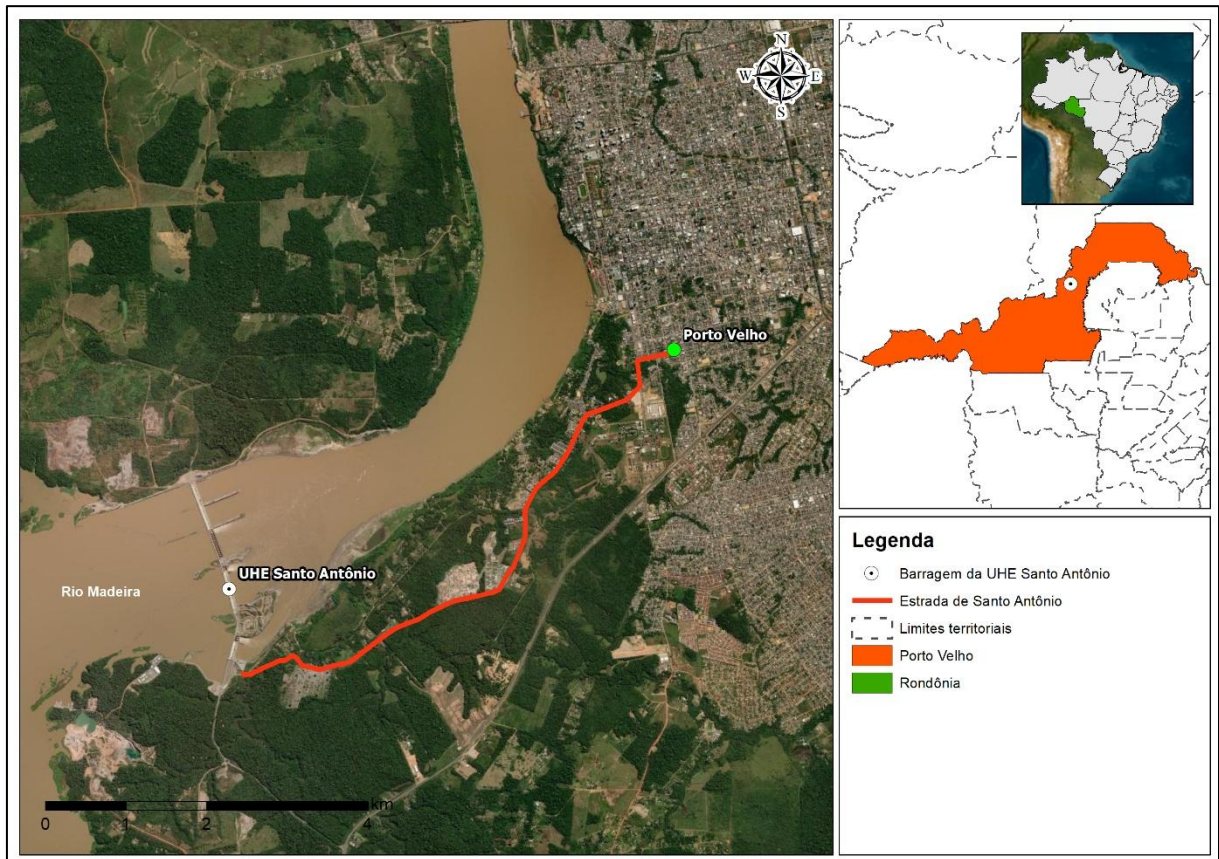 N
W E
S
Porto Velho
UHE Santo Antônio
Rio Madeira
km
0 1 2 4
Legenda
Barragem da UHE Santo Antônio
Estrada de Santo Antônio
Limites territoriais
Porto Velho
Rondônia